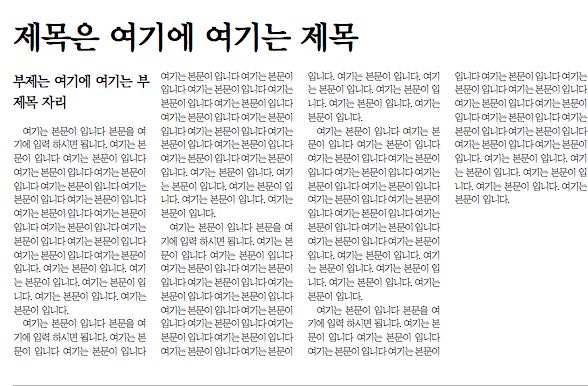 제목은 여기에 여기는 제목
부제는 여기에 여기는 부
제목 자리
여기는 본문이 입니다 본문을 여
기에 입력 하시면 됩니다. 여기는 본
문이 입니다 여기는 본문이 입니다
여기는 본문이 입니다 여기는 본문이
입니다 여기는 본문이 입니다 여기는
본문이 입니다 여기는 본문이 입니다
여기는 본문이 입니다 여기는 본문이
입니다 여기는 본문이 입니다 여기는
본문이 입니다 여기는 본문이 입니다
여기는 본문이 입니다 여기는 본문이
입니다. 여기는 본문이 입니다. 여기
는 본문이 입니다. 여기는 본문이 입
니다. 여기는 본문이 입니다. 여기는
본문이 입니다.
여기는 본문이 입니다 본문을 여
기에 입력 하시면 됩니다. 여기는 본
문이 입니다 여기는 본문이 입니다
여기는 본문이 입니다 여기는 본문이
입니다 여기는 본문이 입니다 여기는
본문이 입니다 여기는 본문이 입니다
여기는 본문이 입니다 여기는 본문이
입니다 여기는 본문이 입니다 여기는
본문이 입니다 여기는 본문이 입니다
여기는 본문이 입니다 여기는 본문이
입니다. 여기는 본문이 입니다. 여기
는 본문이 입니다. 여기는 본문이 입
니다. 여기는 본문이 입니다. 여기는
본문이 입니다.
여기는 본문이 입니다 본문을 여
기에 입력 하시면 됩니다. 여기는 본
문이 입니다 여기는 본문이 입니다
여기는 본문이 입니다 여기는 본문이
입니다 여기는 본문이 입니다 여기는
본문이 입니다 여기는 본문이 입니다
여기는 본문이 입니다 여기는 본문이
입니다 여기는 본문이 입니다 여기는
본문이 입니다 여기는 본문이 입니다
여기는 본문이 입니다 여기는 본문이
입니다. 여기는 본문이 입니다. 여기
는 본문이 입니다. 여기는 본문이 입
니다. 여기는 본문이 입니다. 여기는
본문이 입니다.
여기는 본문이 입니다 여기는 본
문이 입니다 여기는 본문이 입니다
여기는 본문이 입니다 여기는 본문이
입니다 여기는 본문이 입니다 여기는
본문이 입니다 여기는 본문이 입니다
여기는 본문이 입니다 여기는 본문이
입니다 여기는 본문이 입니다 여기는
본문이 입니다 여기는 본문이 입니다
여기는 본문이 입니다 여기는 본문이
입니다. 여기는 본문이 입니다. 여기
는 본문이 입니다. 여기는 본문이 입
니다. 여기는 본문이 입니다. 여기는
본문이 입니다.
여기는 본문이 입니다 본문을 여
기에 입력 하시면 됩니다. 여기는 본
문이 입니다 여기는 본문이 입니다
여기는 본문이 입니다 여기는 본문이
입니다 여기는 본문이 입니다 여기는
본문이 입니다 여기는 본문이 입니다
여기는 본문이 입니다 여기는 본문이
입니다 여기는 본문이 입니다 여기는
본문이 입니다 여기는 본문이 입니다
여기는 본문이 입니다 여기는 본문이
입니다. 여기는 본문이 입니다. 여기
는 본문이 입니다. 여기는 본문이 입
니다. 여기는 본문이 입니다. 여기는
본문이 입니다.